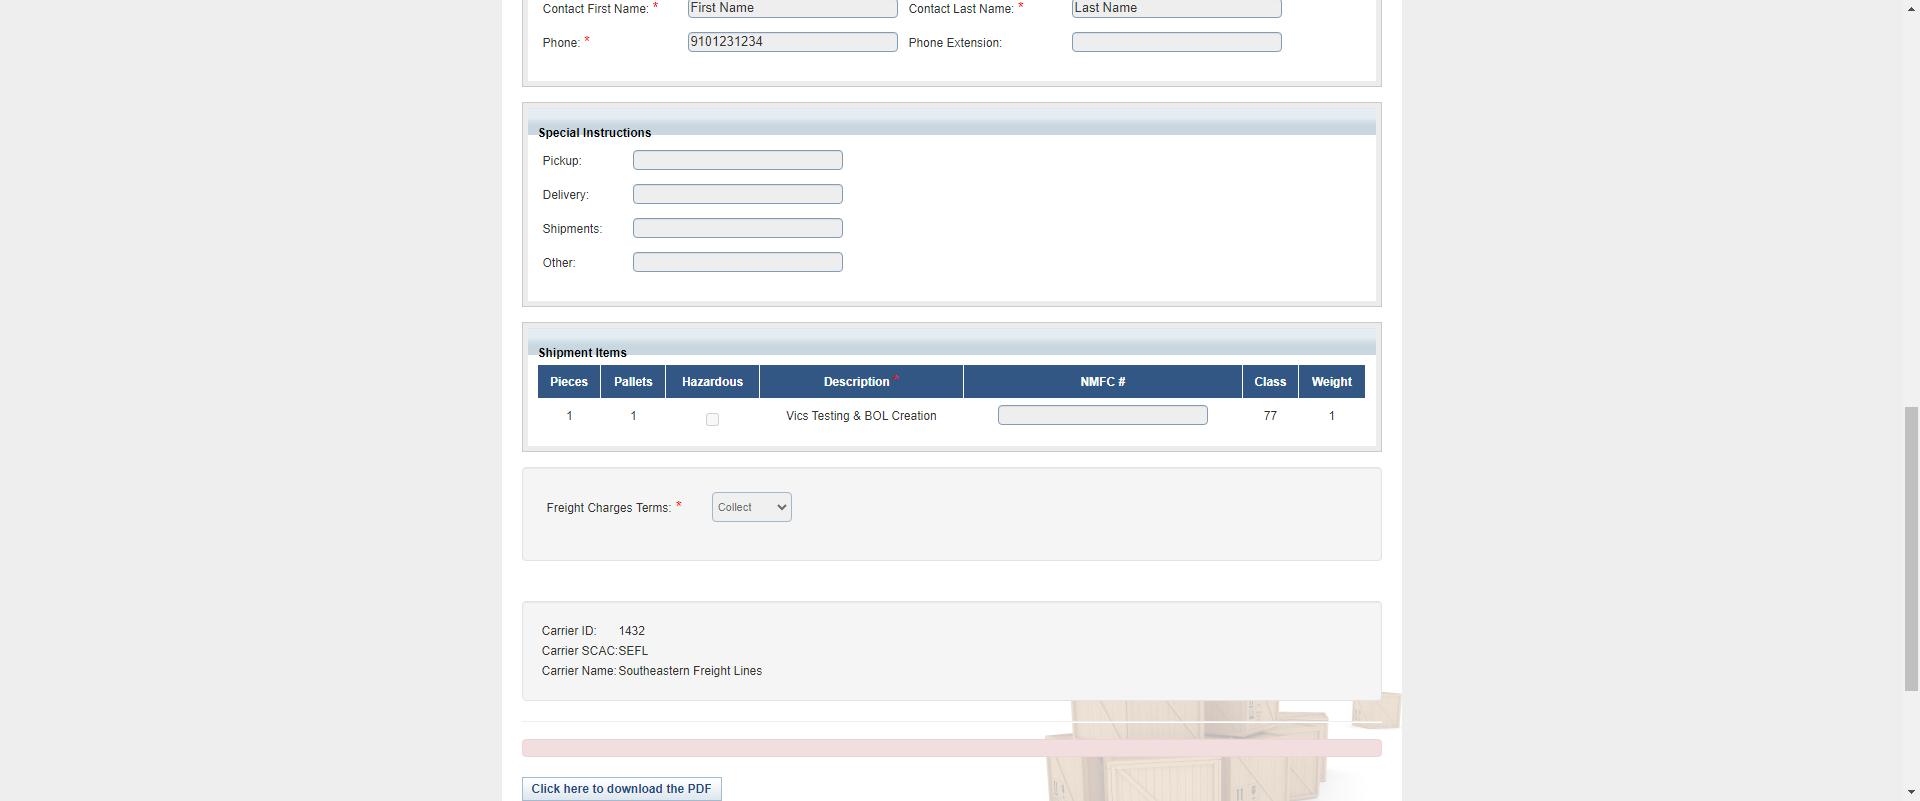 Contact First Name: * First Name Contact Last Name: * Last Name
Phone: * 9101231234 Phone Extension:
Special Instructions
Pickup:
Delivery:
Shipments:
Other:
Shipment Items
Pieces Pallets Hazardous Description * NMFC # Class Weight
1 1 Vics Testing & BOL Creation 77 1
Freight Charges Terms: * Collect
Carrier ID: 1432
Carrier SCAC: SEFL
Carrier Name: Southeastern Freight Lines
Click here to download the PDF